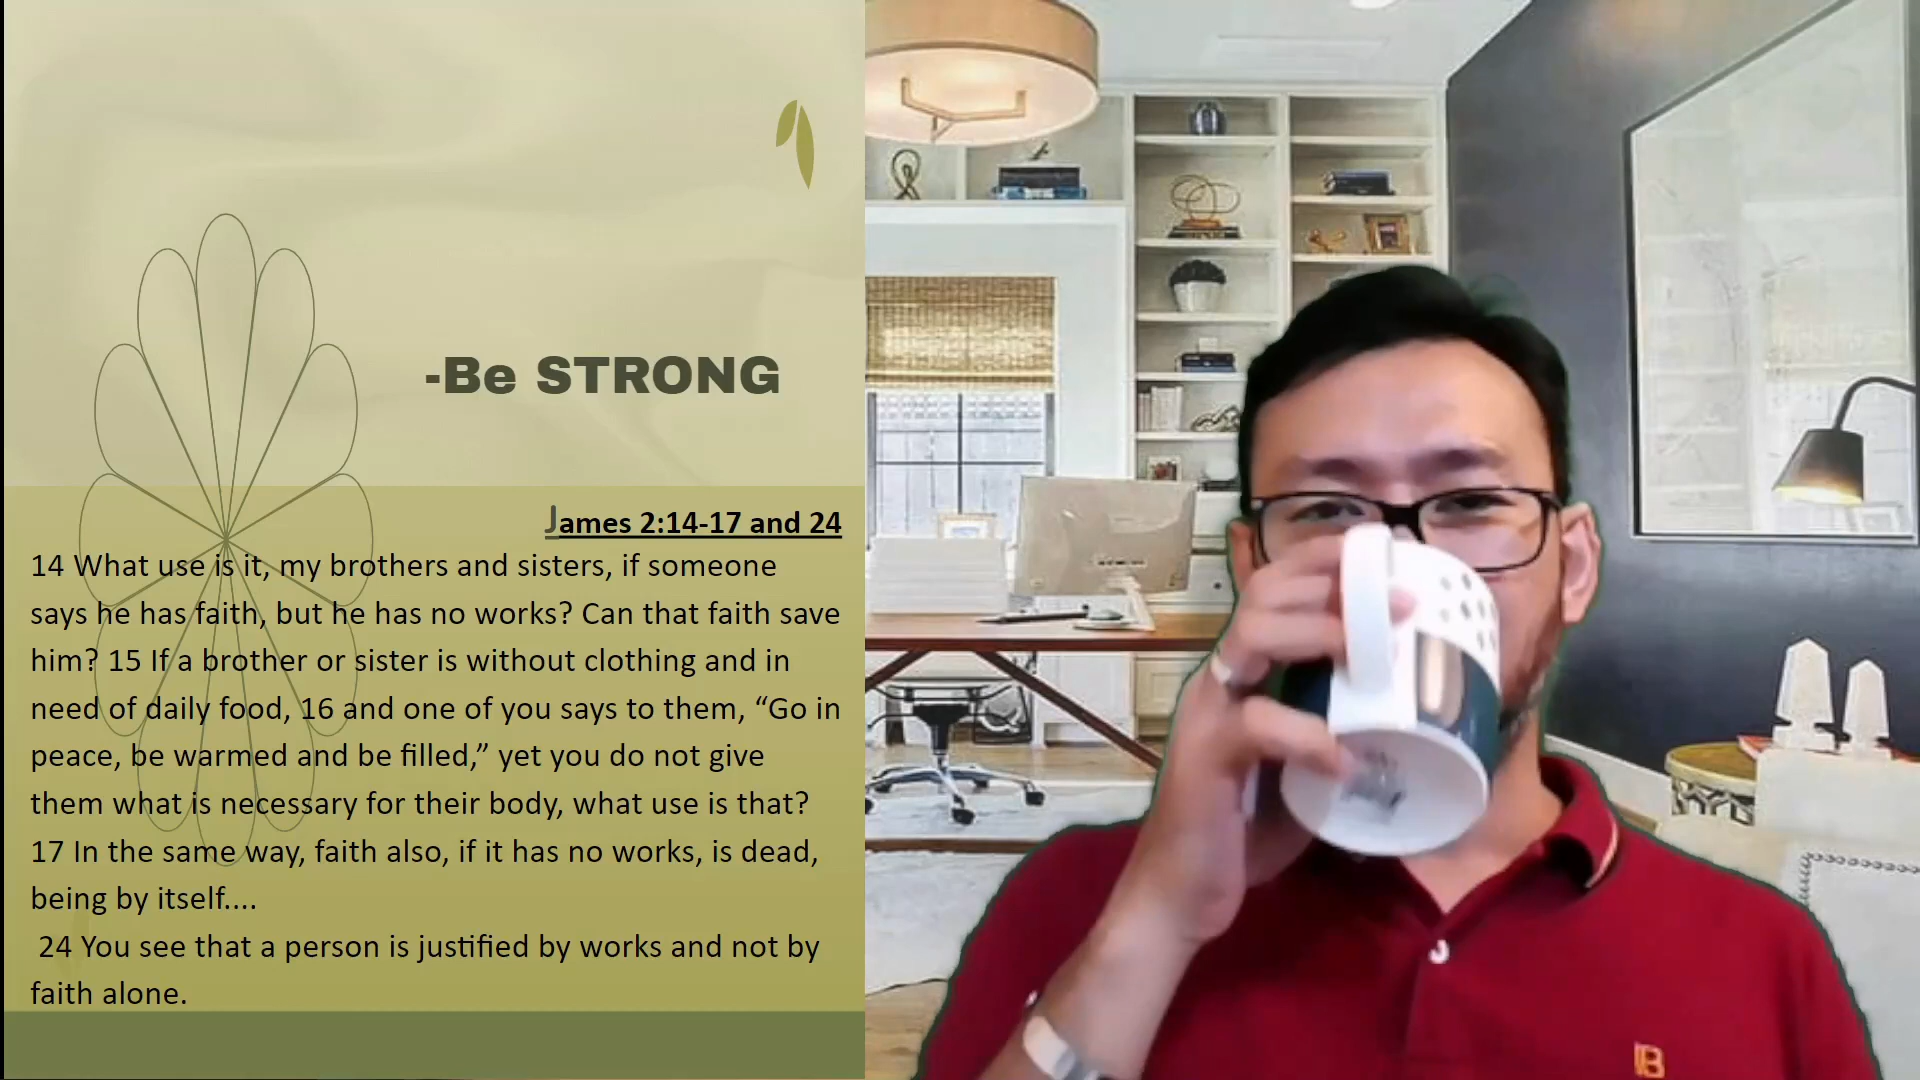 -Be STRONG
James 2:14-17 and 24
14 What use is it, my brothers and sisters, if someone
says he has faith, but he has no works? Can that faith save
him? 15 If a brother or sister is without clothing and in
need of daily food, 16 and one of you says to them, “Go in
peace, be warmed and be filled,” yet you do not give
them what is necessary for their body, what use is that?
17 In the same way, faith also, if it has no works, is dead,
being by itself....
24 You see that a person is justified by works and not by
faith alone.